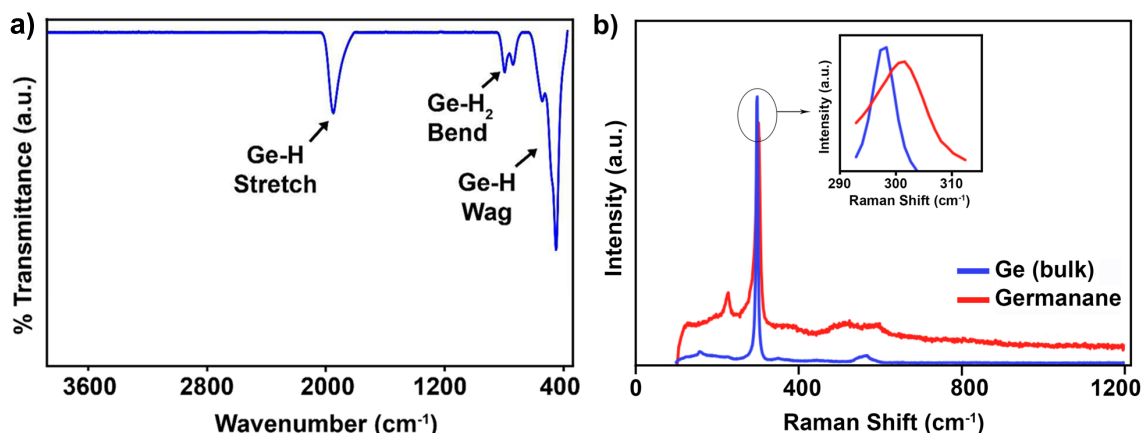 a)
% Transmittance (a.u.)
Ge-H
Stretch
Ge-H₂
Bend
Ge-H
Wag
3600 2800 2000 1200 400
Wavenumber (cm⁻¹)
b)
Intensity (a.u.)
Intensity (a.u.)
290 300 310
Raman Shift (cm⁻¹)
Ge (bulk)
Germanane
0 400 800 1200
Raman Shift (cm⁻¹)